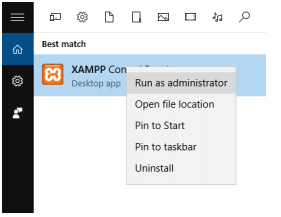 Best match
XAMPP
Desktop app
Run as administrator
Open file location
Pin to Start
Pin to taskbar
Uninstall